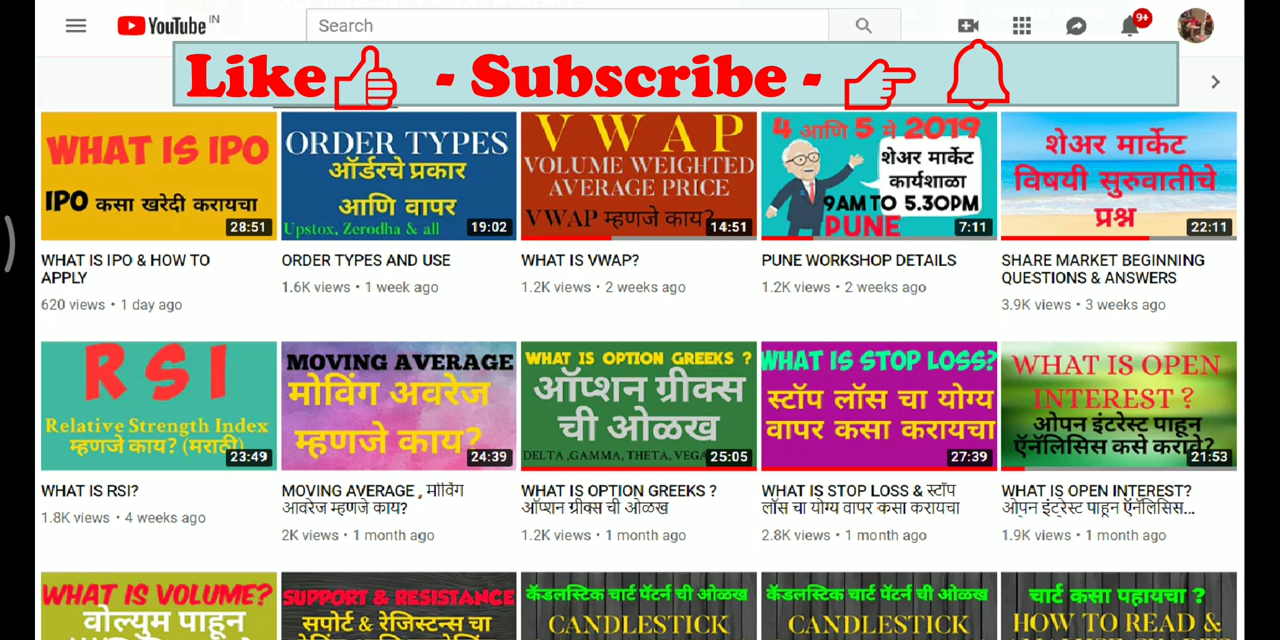 YouTube IN
Search
9+
Like - Subscribe -
WHAT IS IPO
IPO कसा खरेदी करायचा
28:51
WHAT IS IPO & HOW TO
APPLY
620 views • 1 day ago
ORDER TYPES
ऑर्डरचे प्रकार
आणि वापर
Upstox, Zerodha & all
19:02
ORDER TYPES AND USE
1.6K views • 1 week ago
V W A P
VOLUME WEIGHTED
AVERAGE PRICE
VWAP म्हणजे काय?
14:51
WHAT IS VWAP?
1.2K views • 2 weeks ago
4 आणि 5 मे 2019
शेअर मार्केट
कार्यशाळा
9AM TO 5.30PM
PUNE
7:11
PUNE WORKSHOP DETAILS
1.2K views • 2 weeks ago
शेअर मार्केट
विषयी सुरुवातीचे
प्रश्न
22:11
SHARE MARKET BEGINNING
QUESTIONS & ANSWERS
3.9K views • 3 weeks ago
R S I
Relative Strength Index
म्हणजे काय? (मराठी)
23:49
WHAT IS RSI?
1.8K views • 4 weeks ago
MOVING AVERAGE
मोविंग अवरेज
म्हणजे काय?
24:39
MOVING AVERAGE , मोविंग
आवरेज म्हणजे काय?
2K views • 1 month ago
WHAT IS OPTION GREEKS ?
ऑप्शन ग्रीक्स
ची ओळख
DELTA ,GAMMA, THETA, VEGA
25:05
WHAT IS OPTION GREEKS ?
ऑप्शन ग्रीक्स ची ओळख
1.2K views • 1 month ago
WHAT IS STOP LOSS?
स्टॉप लॉस चा योग्य
वापर कसा करायचा
27:39
WHAT IS STOP LOSS & स्टॉप
लॉस चा योग्य वापर कसा करायचा
2.8K views • 1 month ago
WHAT IS OPEN
INTEREST ?
ओपन इंटरेस्ट पाहून
ऍनॅलिसिस कसे करावे?
21:53
WHAT IS OPEN INTEREST?
ओपन इंट्रेस्ट पाहून ऍनॅलिसिस...
1.9K views • 1 month ago
WHAT IS VOLUME?
वोल्युम पाहून
SUPPORT & RESISTANCE
सपोर्ट & रेजिस्टन्स चा
कॅडलस्टिक चार्ट पॅटर्न ची ओळख
CANDLESTICK
कॅडलस्टिक चार्ट पॅटर्न ची ओळख
CANDLESTICK
चार्ट कसा पहायचा ?
HOW TO READ &